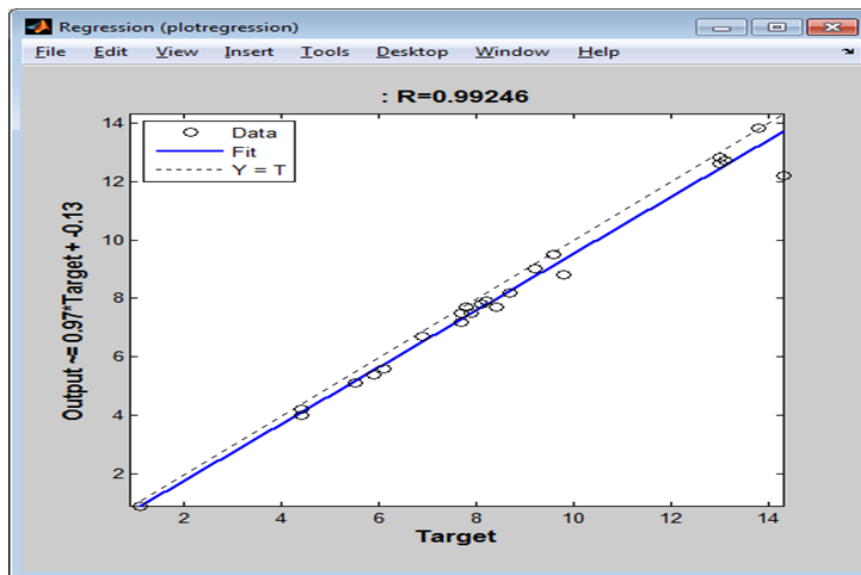 Regression (plotregression)
File Edit View Insert Tools Desktop Window Help
: R=0.99246
Data
Fit
Y = T
Output ~= 0.97*Target + -0.13
14
12
10
8
6
4
2
2 4 6 8 10 12 14
Target